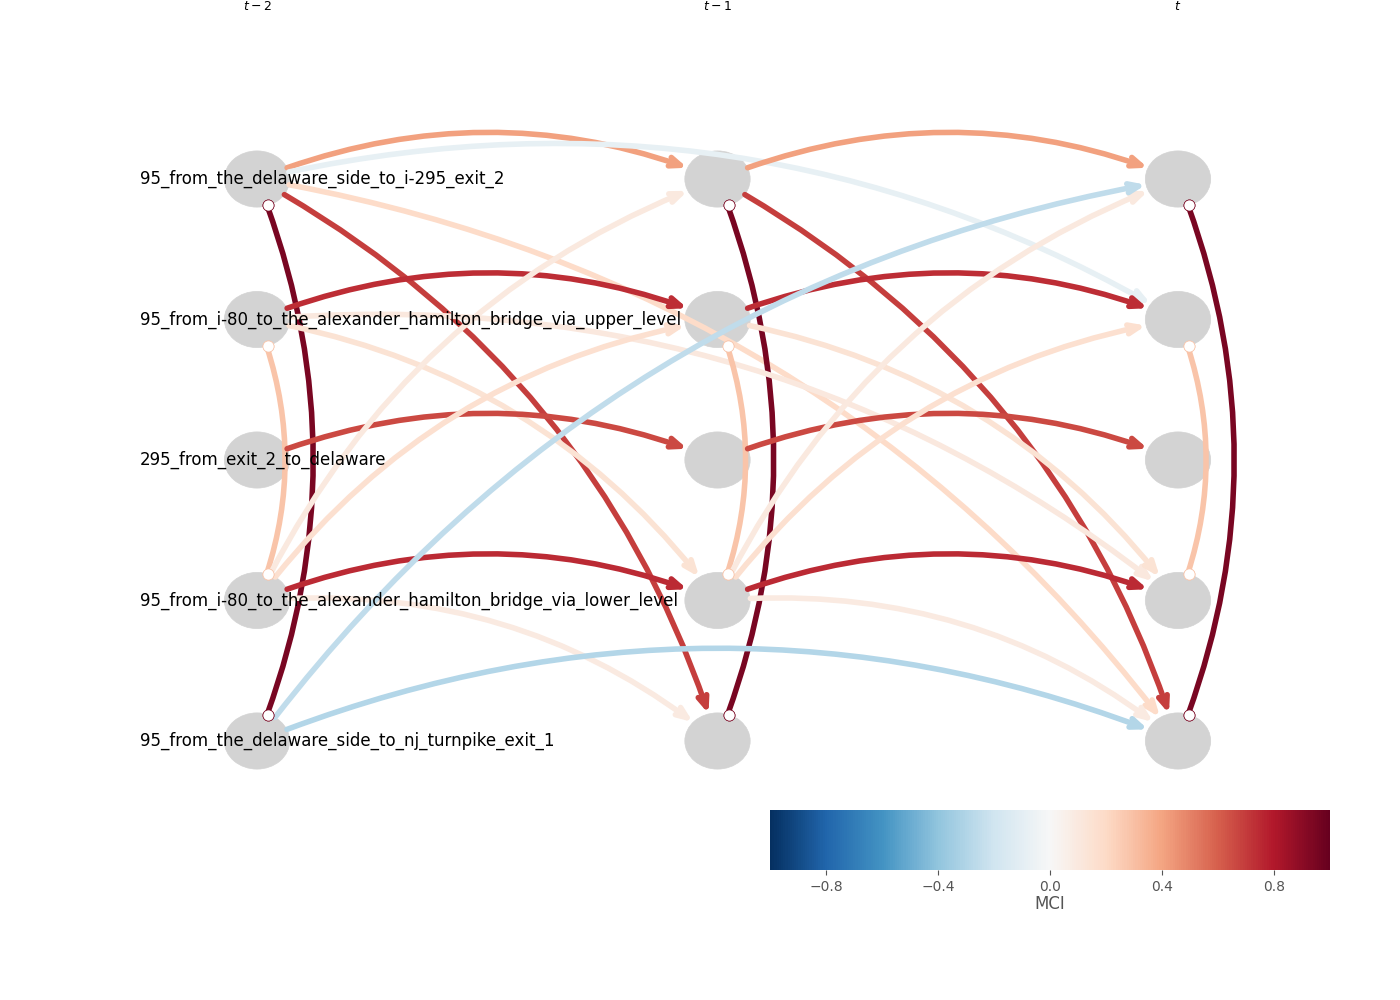 t − 2 t − 1 t
95_from_the_delaware_side_to_i-295_exit_2
95_from_i-80_to_the_alexander_hamilton_bridge_via_upper_level
295_from_exit_2_to_delaware
95_from_i-80_to_the_alexander_hamilton_bridge_via_lower_level
95_from_the_delaware_side_to_nj_turnpike_exit_1
−0.8 −0.4 0.0 0.4 0.8
MCI